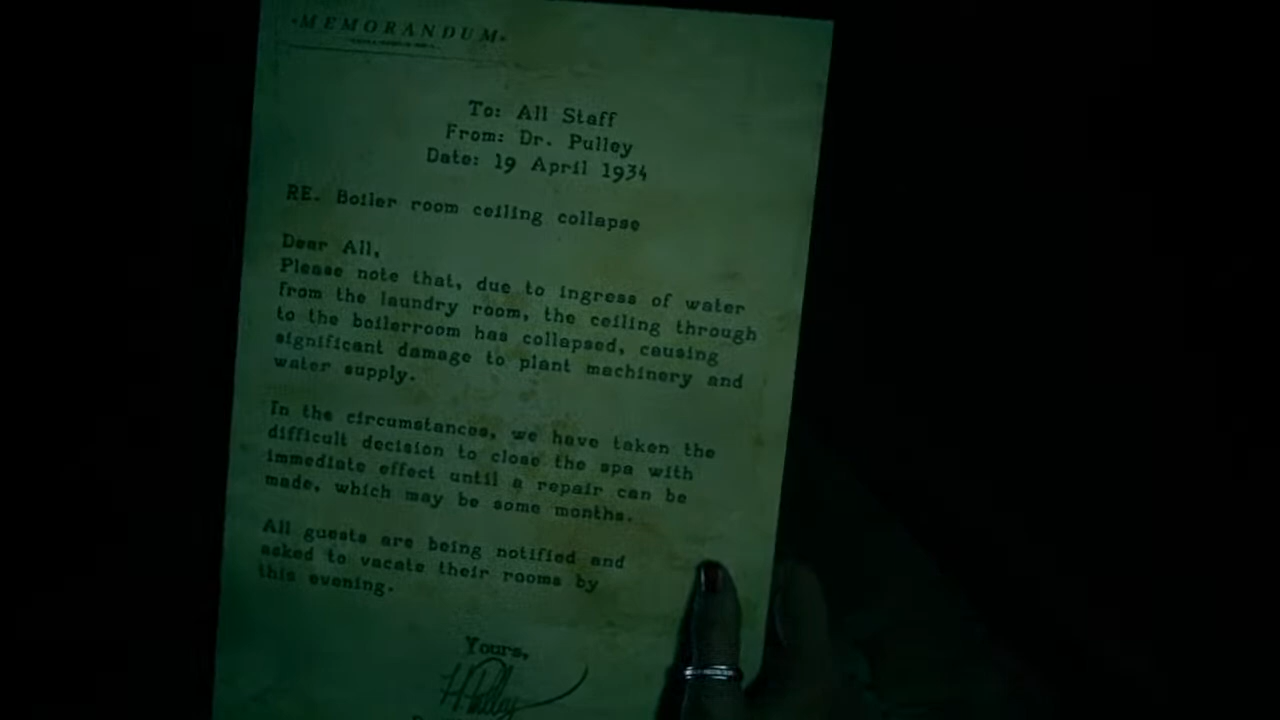 ·MEMORANDUM·
To: All Staff
From: Dr. Pulley
Date: 19 April 1934
RE. Boiler room ceiling collapse
Dear All,
Please note that, due to ingress of water
from the laundry room, the ceiling through
to the boilerroom has collapsed, causing
significant damage to plant machinery and
water supply.
In the circumstances, we have taken the
difficult decision to close the spa with
immediate effect until a repair can be
made, which may be some months.
All guests are being notified and
asked to vacate their rooms by
this evening.
Yours,
H. Pulley